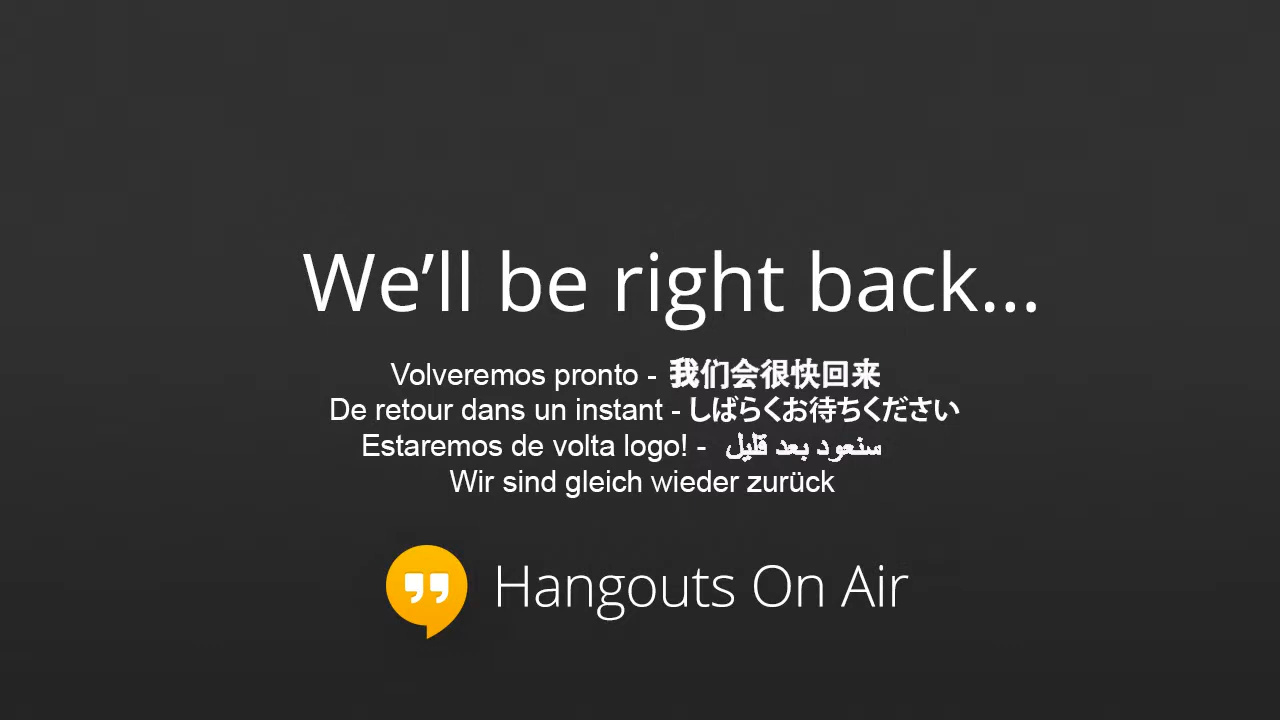 We’ll be right back...
Volveremos pronto - 我们会很快回来
De retour dans un instant - しばらくお待ちください
Estaremos de volta logo! - سنعود بعد قليل
Wir sind gleich wieder zurück
Hangouts On Air